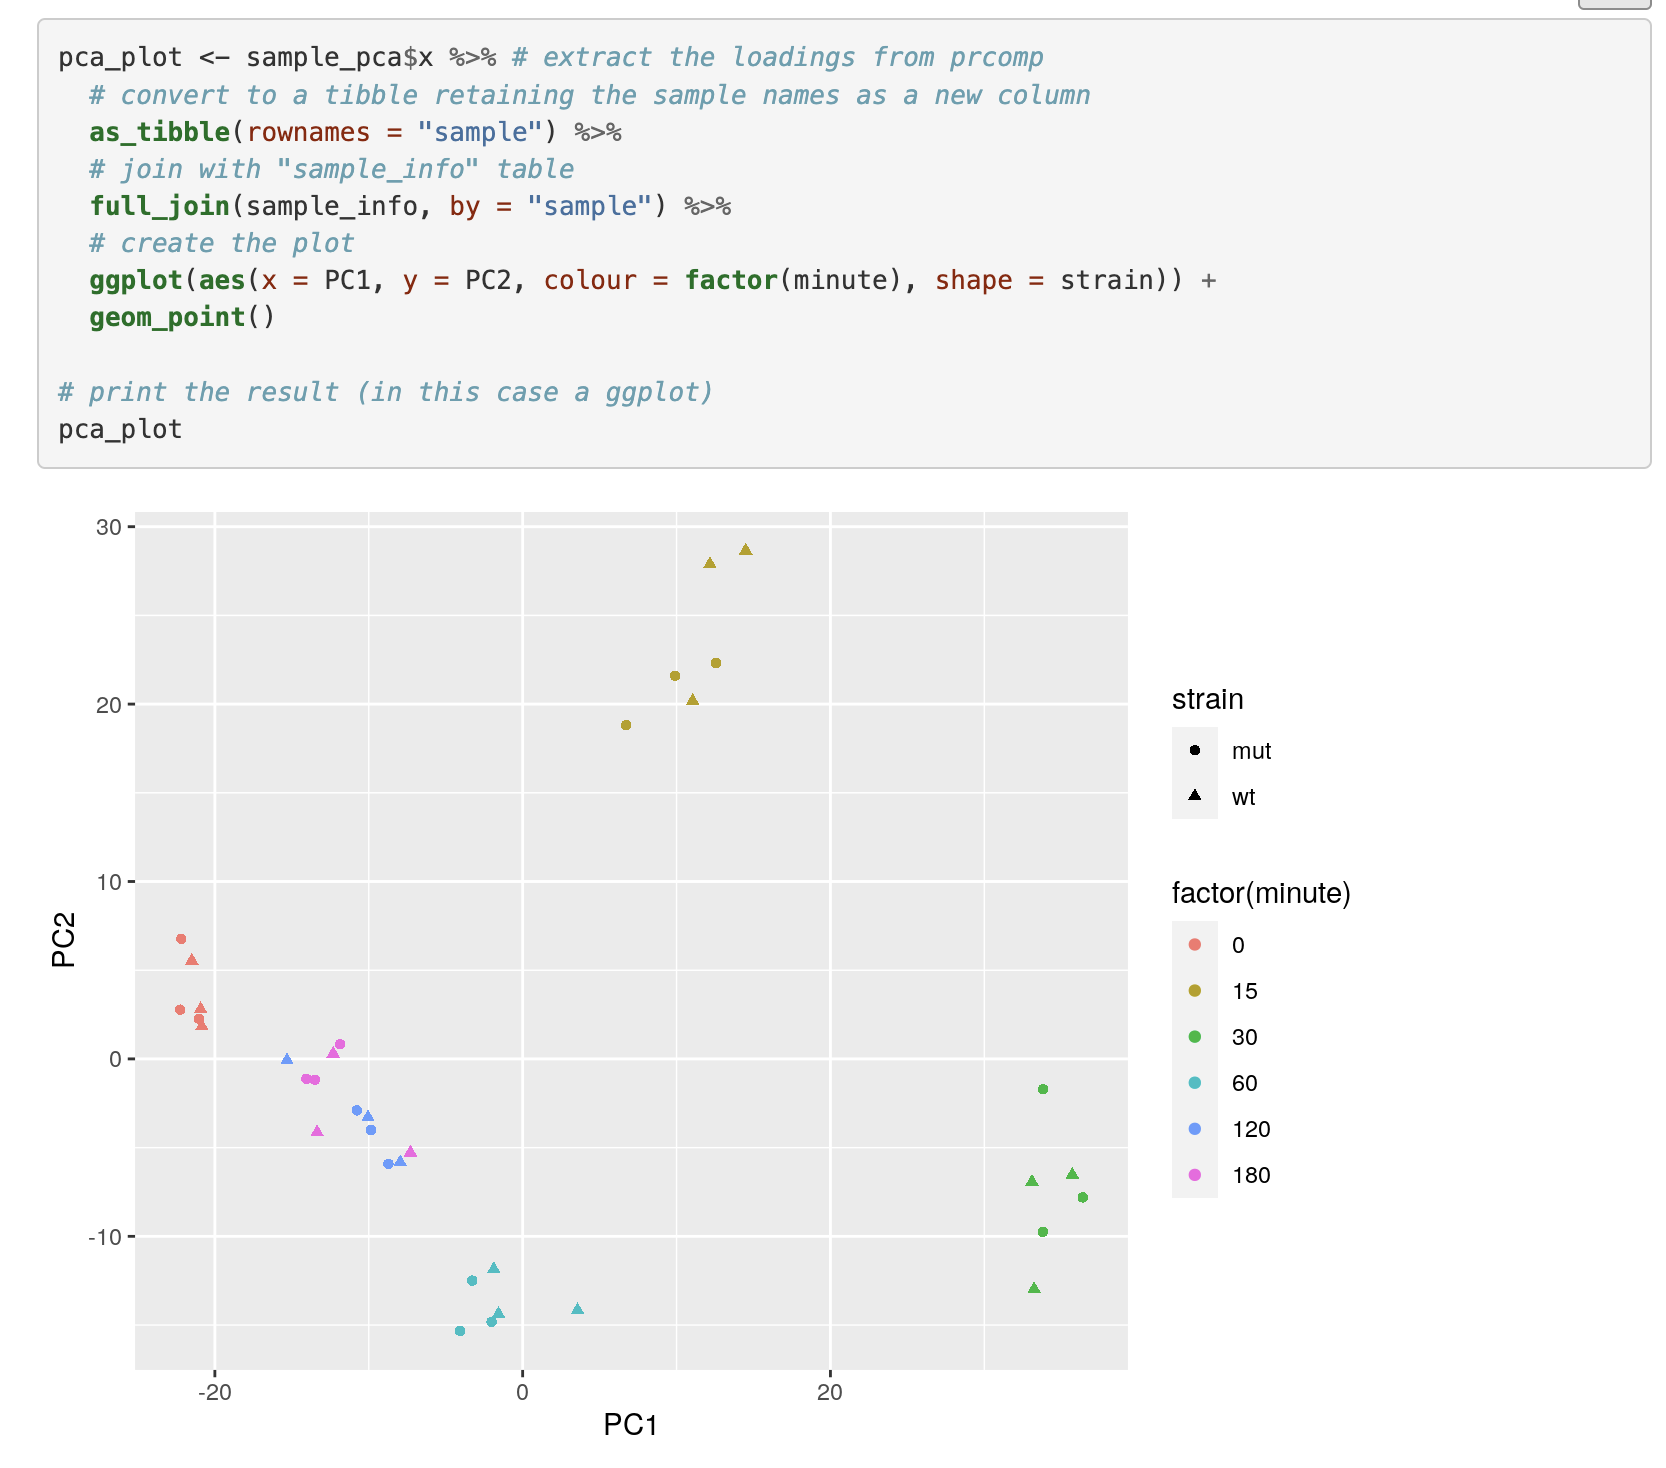 pca_plot <- sample_pca$x %>% # extract the loadings from prcomp
  # convert to a tibble retaining the sample names as a new column
  as_tibble(rownames = "sample") %>%
  # join with "sample_info" table
  full_join(sample_info, by = "sample") %>%
  # create the plot
  ggplot(aes(x = PC1, y = PC2, colour = factor(minute), shape = strain)) +
  geom_point()

# print the result (in this case a ggplot)
pca_plot
30
20
10
0
-10
PC2
-20
0
20
PC1
strain
mut
wt
factor(minute)
0
15
30
60
120
180